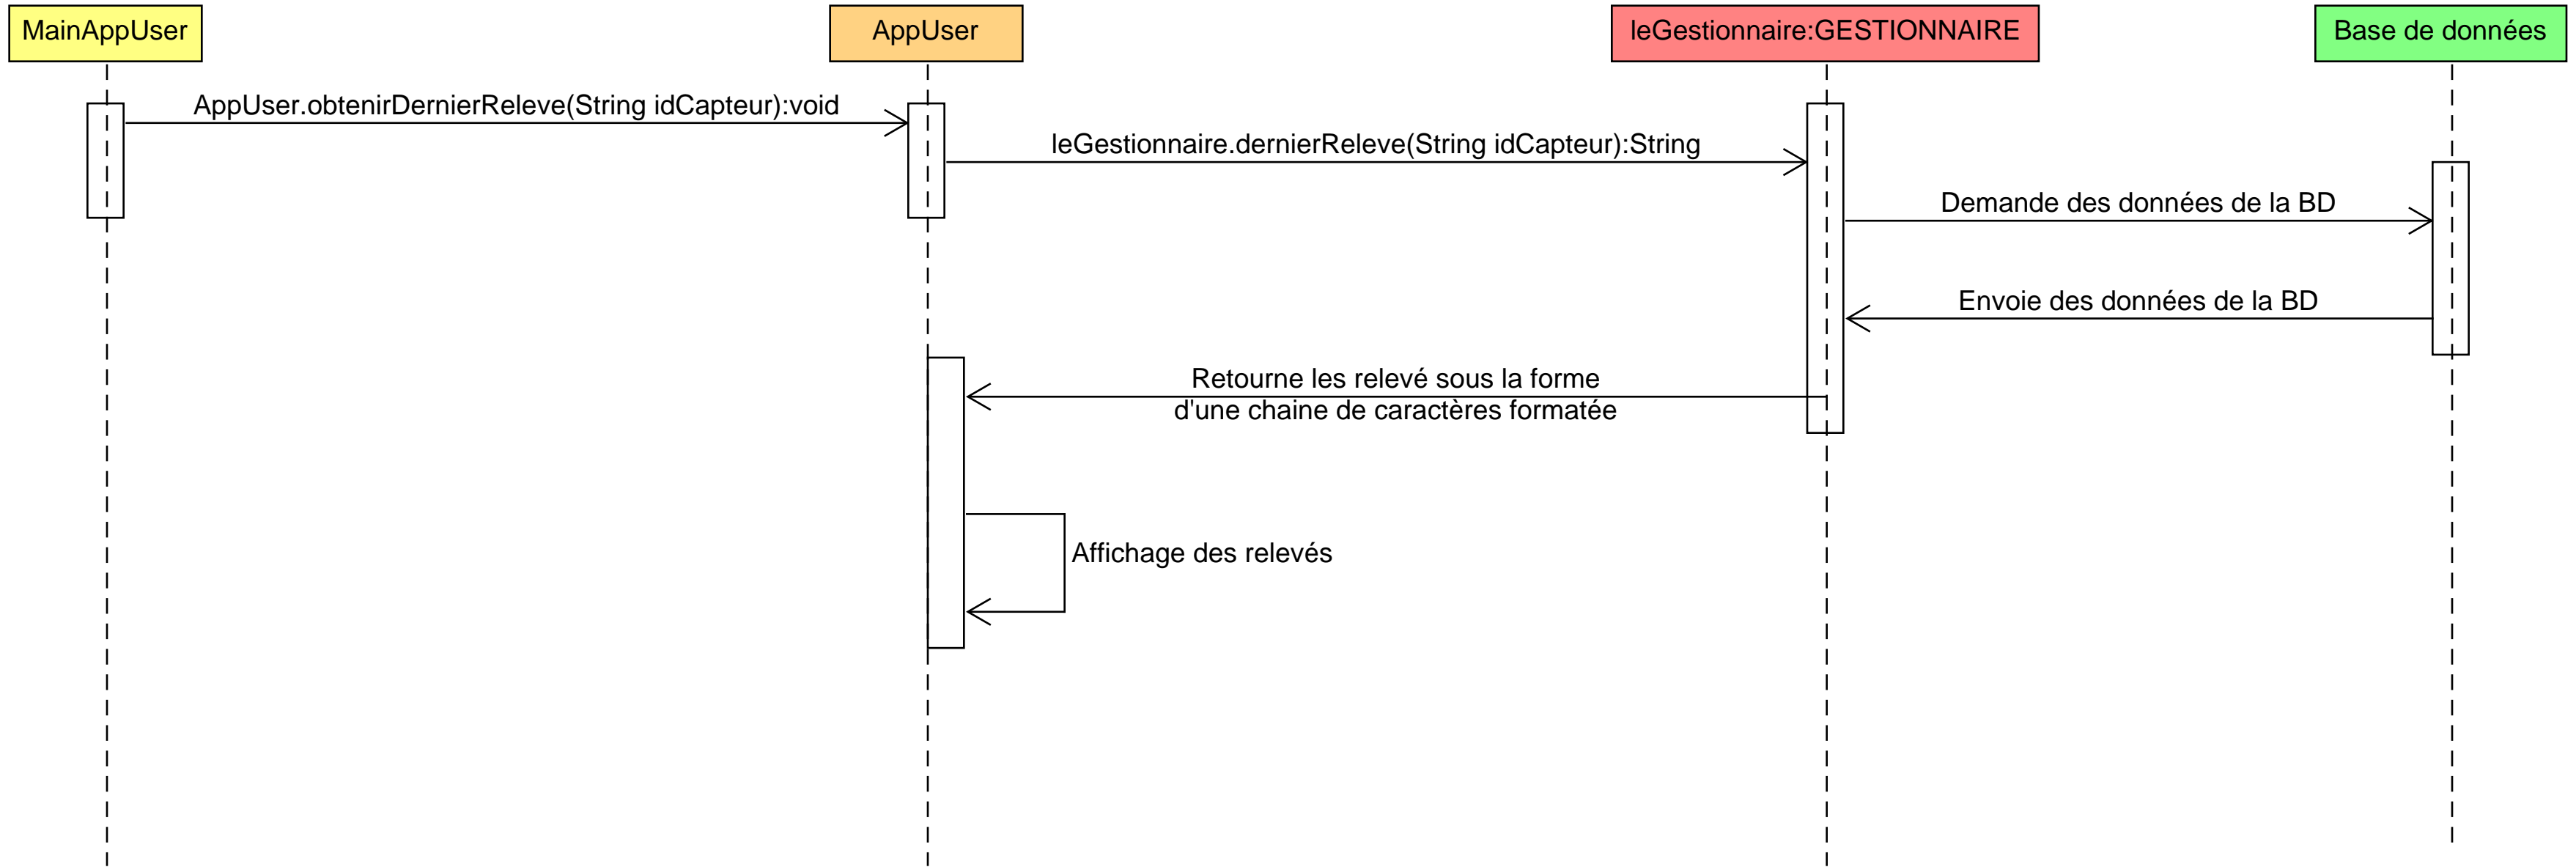 MainAppUser
AppUser
leGestionnaire:GESTIONNAIRE
Base de données
AppUser.obtenirDernierReleve(String idCapteur):void
leGestionnaire.dernierReleve(String idCapteur):String
Demande des données de la BD
Envoie des données de la BD
Retourne les relevé sous la forme
d'une chaine de caractères formatée
Affichage des relevés